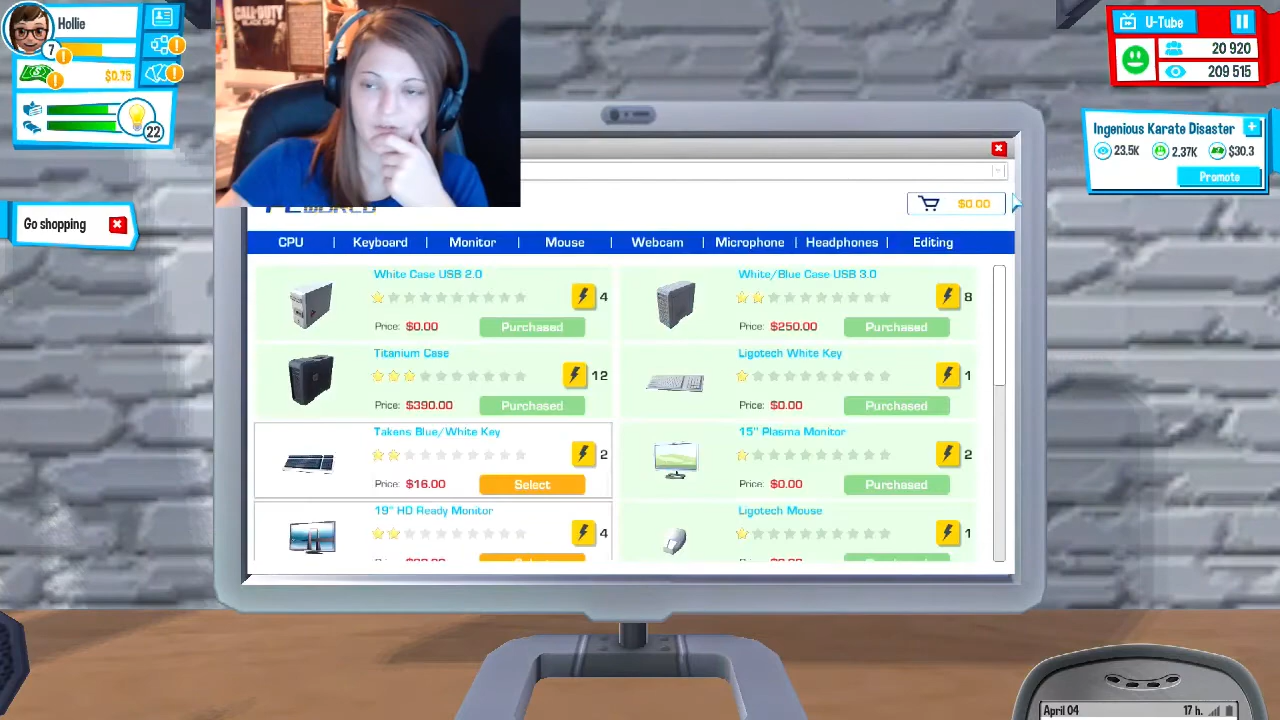 Hollie
7
$0.75
22
Go shopping
CALL OF DUTY
BLACK OPS
U-Tube
20 920
209 515
Ingenious Karate Disaster
23.5K 2.37K $30.3
Promote
$0.00
CPU Keyboard Monitor Mouse Webcam Microphone Headphones Editing
White Case USB 2.0
4
Price: $0.00 Purchased
White/Blue Case USB 3.0
8
Price: $250.00 Purchased
Titanium Case
12
Price: $390.00 Purchased
Ligotech White Key
1
Price: $0.00 Purchased
Takens Blue/White Key
2
Price: $16.00 Select
15" Plasma Monitor
2
Price: $0.00 Purchased
19" HD Ready Monitor
4
Ligotech Mouse
1
April 04 17 h.